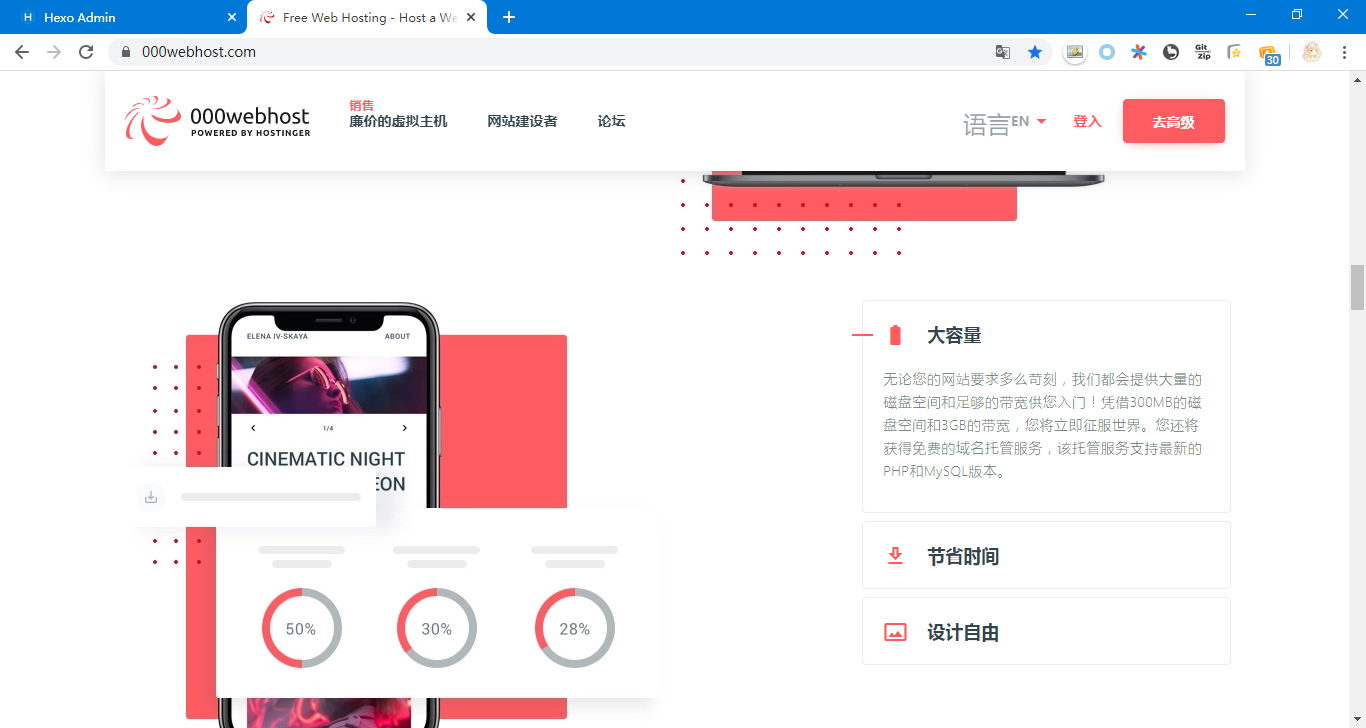 Hexo Admin
Free Web Hosting - Host a We
000webhost.com
Git
Zip
30
000webhost
POWERED BY HOSTINGER
销售
廉价的虚拟主机
网站建设者
论坛
语言EN
登入
去高级
ELENA IV-SKAYA
ABOUT
1/4
CINEMATIC NIGHT
EON
50%
30%
28%
大容量
无论您的网站要求多么苛刻，我们都会提供大量的
磁盘空间和足够的带宽供您入门！凭借300MB的磁
盘空间和3GB的带宽，您将立即征服世界。您还将
获得免费的域名托管服务，该托管服务支持最新的
PHP和MySQL版本。
节省时间
设计自由